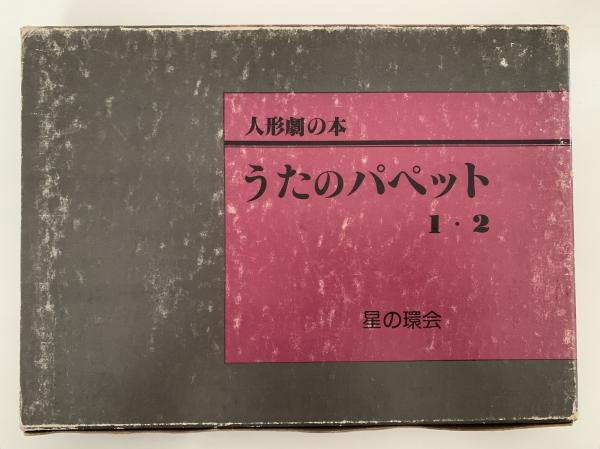 人形劇の本
うたのパペット
1・2
星の環会